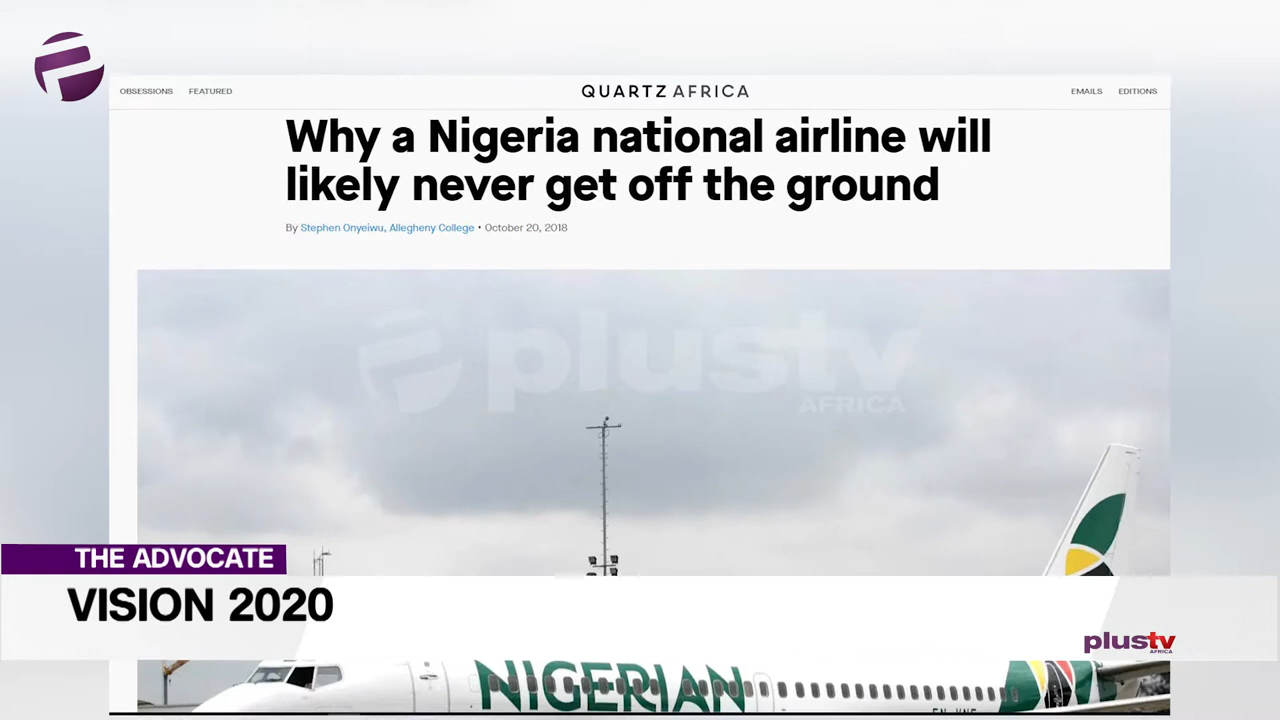 OBSESSIONS FEATURED QUARTZ AFRICA EMAILS EDITIONS
Why a Nigeria national airline will
likely never get off the ground
By Stephen Onyeiwu, Allegheny College • October 20, 2018
plustv
AFRICA
THE ADVOCATE
VISION 2020
plustv
AFRICA
NIGERIAN